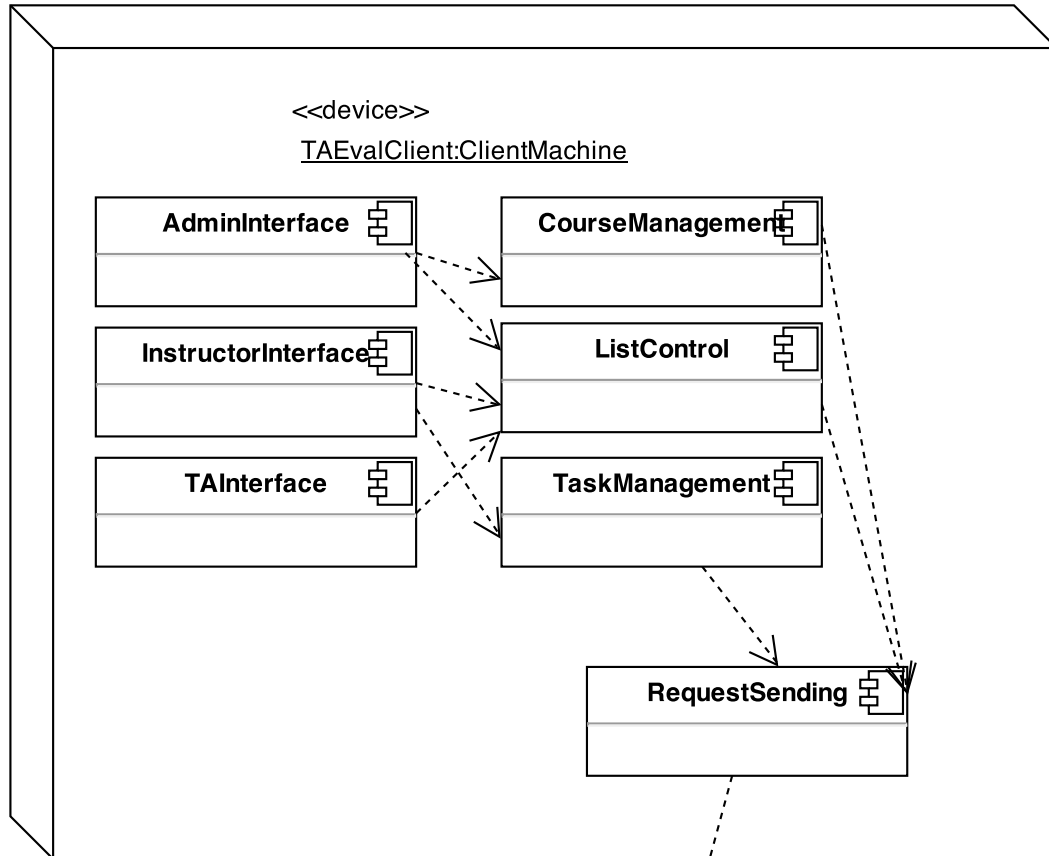 <<device>>
TAEvalClient:ClientMachine
AdminInterface
CourseManagement
InstructorInterface
ListControl
TAInterface
TaskManagement
RequestSending